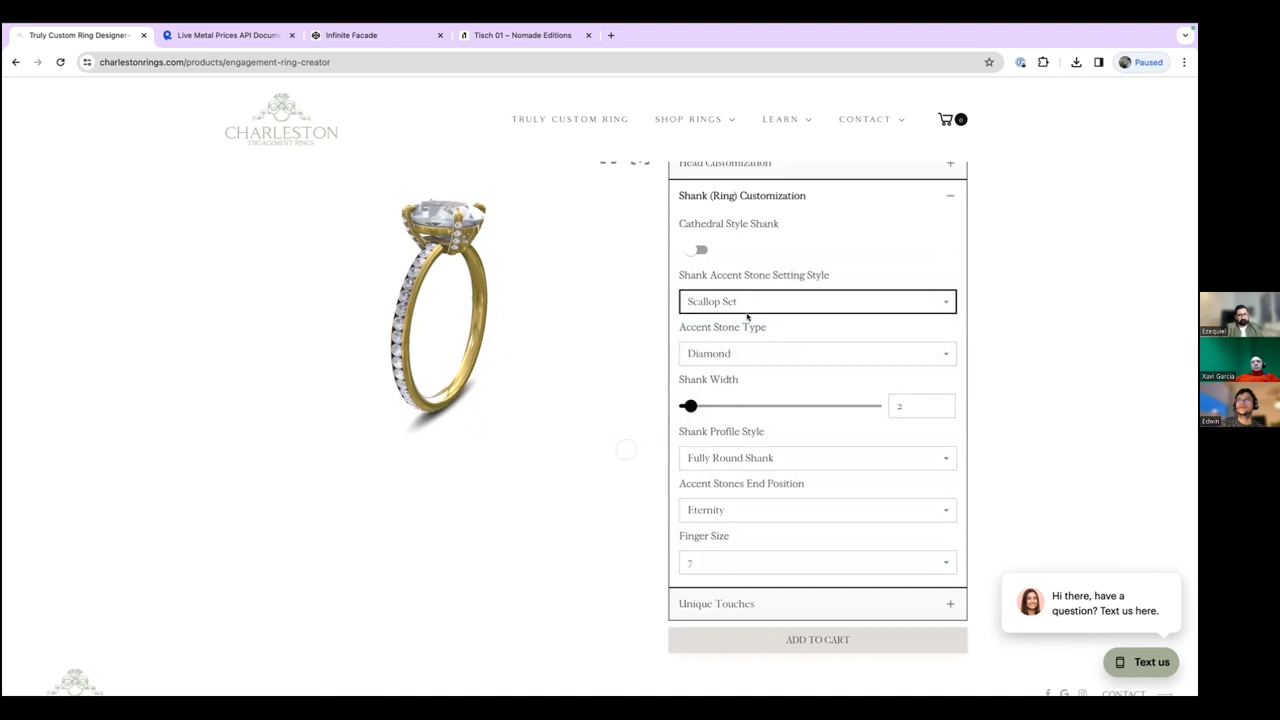 Truly Custom Ring Designer-
Live Metal Prices API Docum
Infinite Facade
Tisch 01 – Nomade Editions
charlestonrings.com/products/engagement-ring-creator
Paused
CHARLESTON
ENGAGEMENT RINGS
TRULY CUSTOM RING
SHOP RINGS
LEARN
CONTACT
0
Head Customization
Shank (Ring) Customization
Cathedral Style Shank
Shank Accent Stone Setting Style
Scallop Set
Accent Stone Type
Diamond
Shank Width
2
Shank Profile Style
Fully Round Shank
Accent Stones End Position
Eternity
Finger Size
7
Unique Touches
ADD TO CART
Hi there, have a
question? Text us here.
Text us
CONTACT
Ezequiel
Xavi Garcia
Edwin